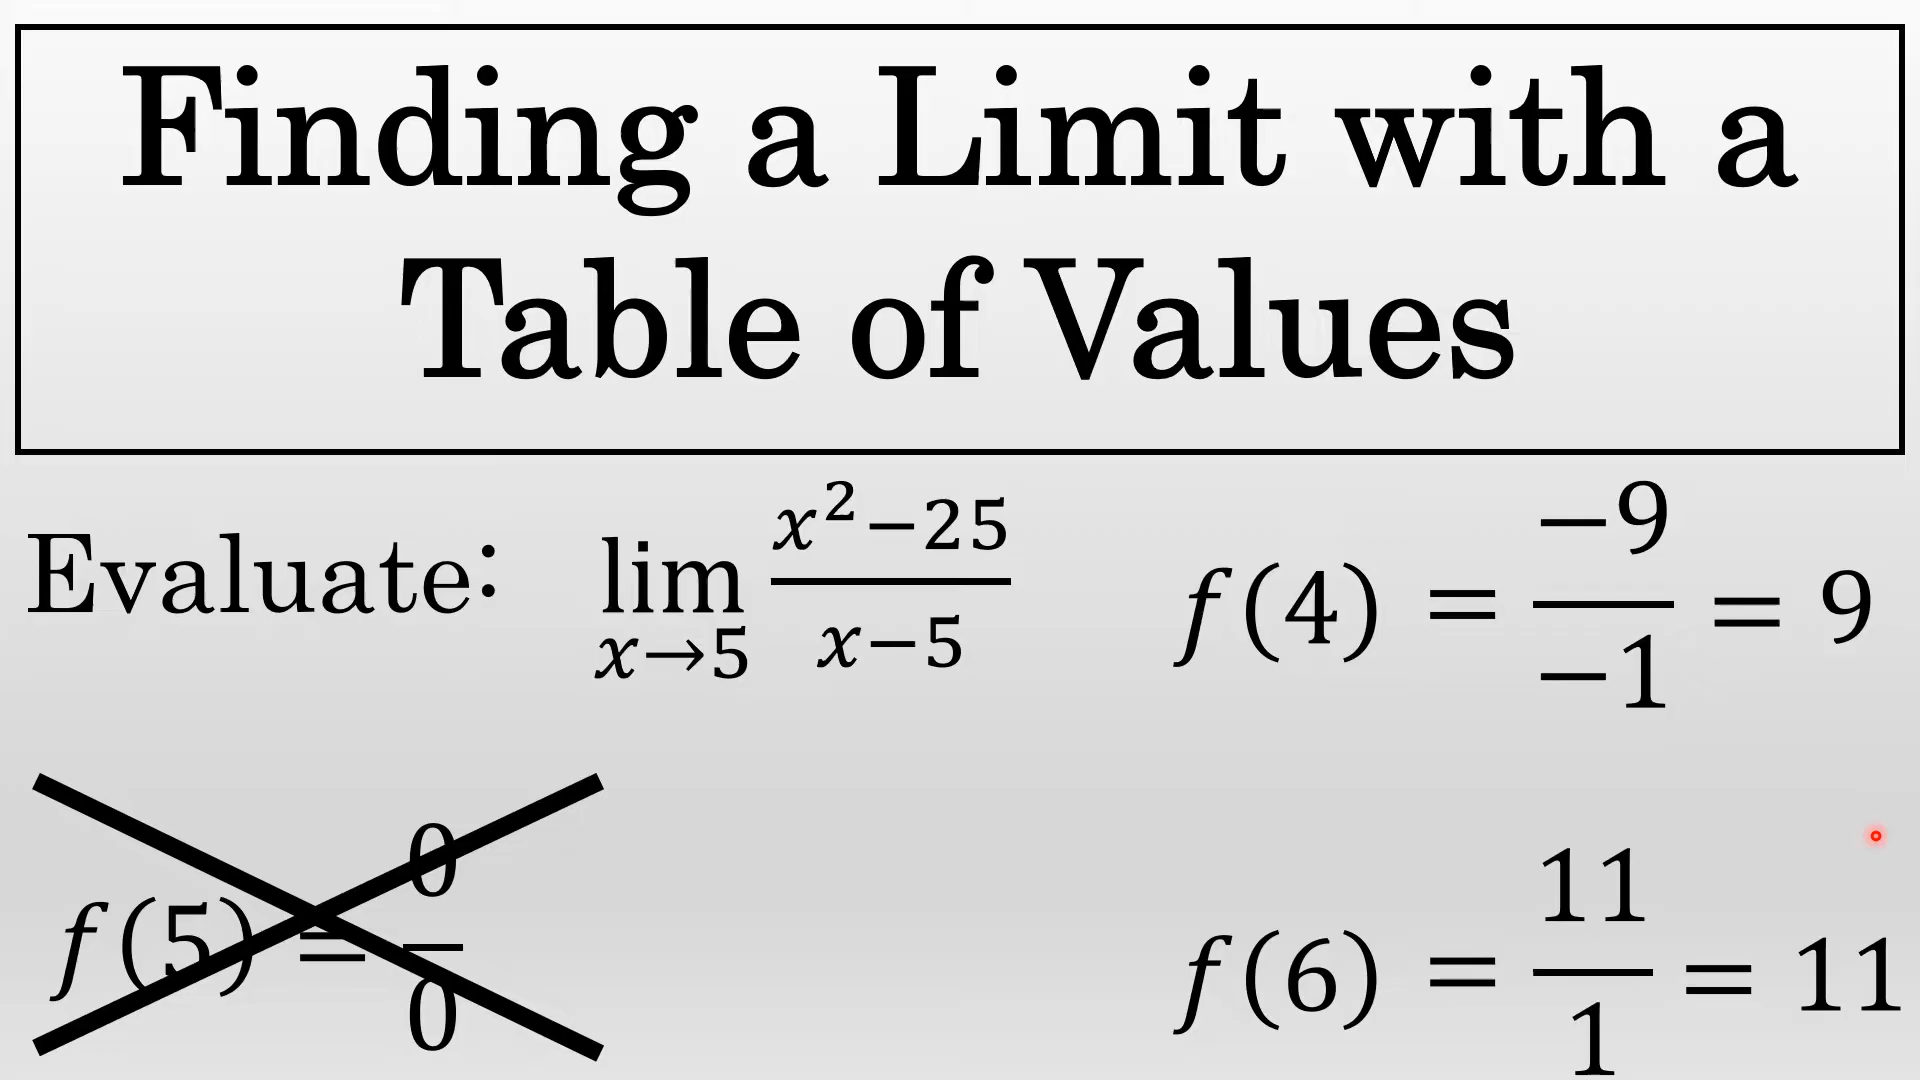 Finding a Limit with a
Table of Values
Evaluate: lim x→5 x²−25 / x−5
f(4) = −9 / −1 = 9
f(5) = 0 / 0
f(6) = 11 / 1 = 11